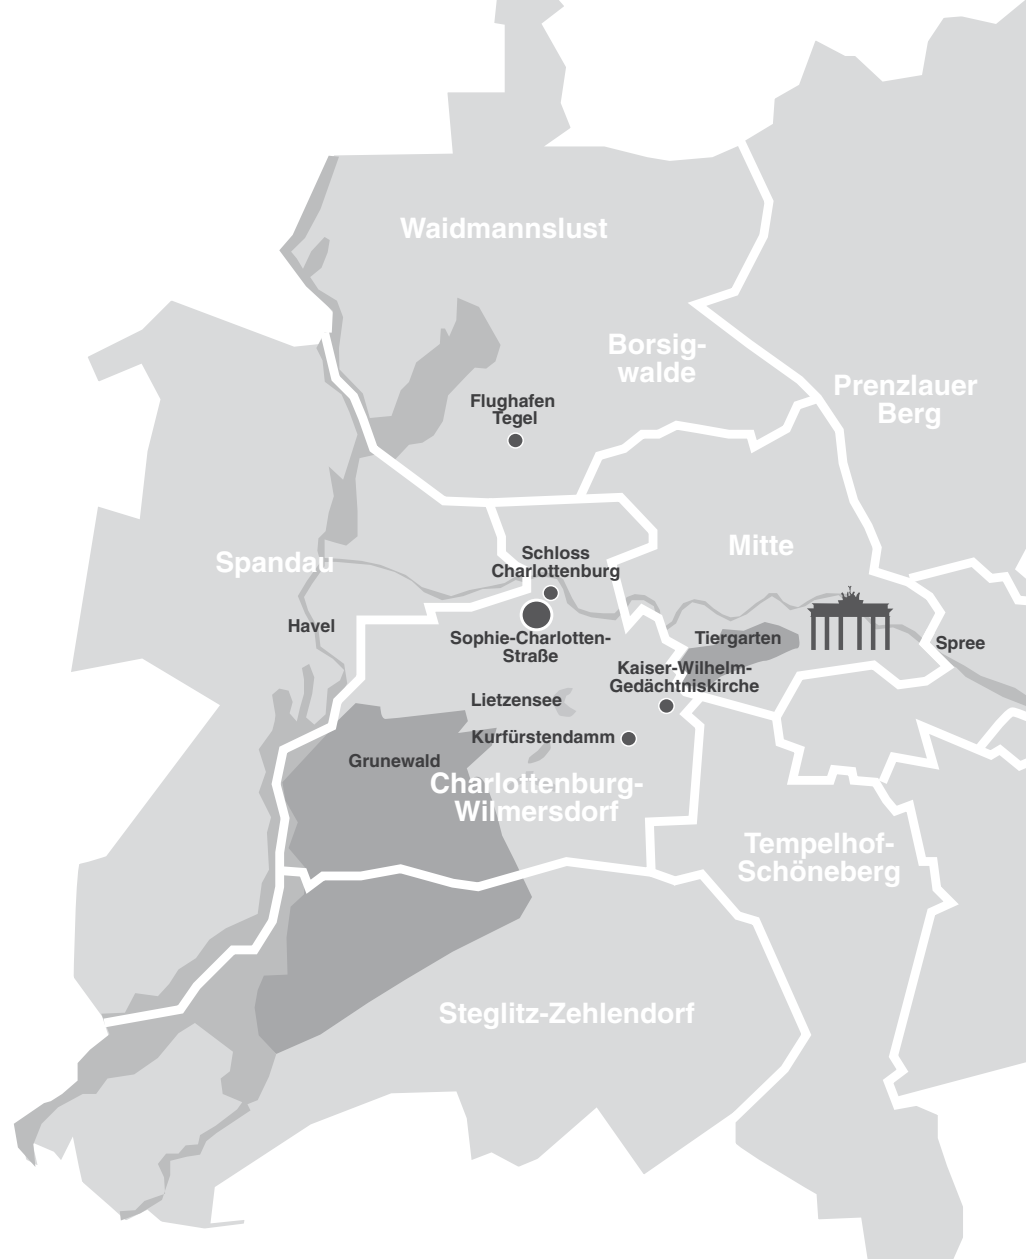 Waidmannslust
Borsig-
walde
Prenzlauer
Berg
Flughafen
Tegel
Mitte
Spandau
Schloss
Charlottenburg
Havel
Sophie-Charlotten-
Straße
Tiergarten
Spree
Kaiser-Wilhelm-
Gedächtniskirche
Lietzensee
Kurfürstendamm
Grunewald
Charlottenburg-
Wilmersdorf
Tempelhof-
Schöneberg
Steglitz-Zehlendorf